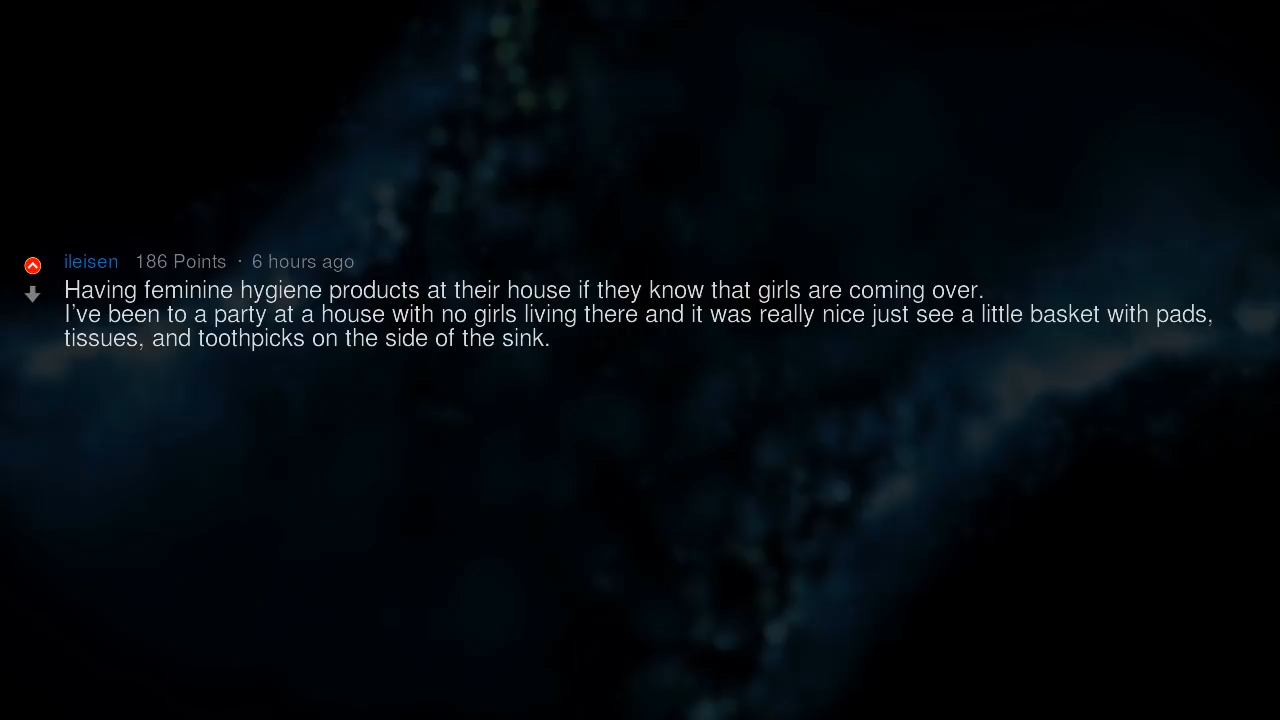 ileisen 186 Points · 6 hours ago
Having feminine hygiene products at their house if they know that girls are coming over.
I've been to a party at a house with no girls living there and it was really nice just see a little basket with pads,
tissues, and toothpicks on the side of the sink.